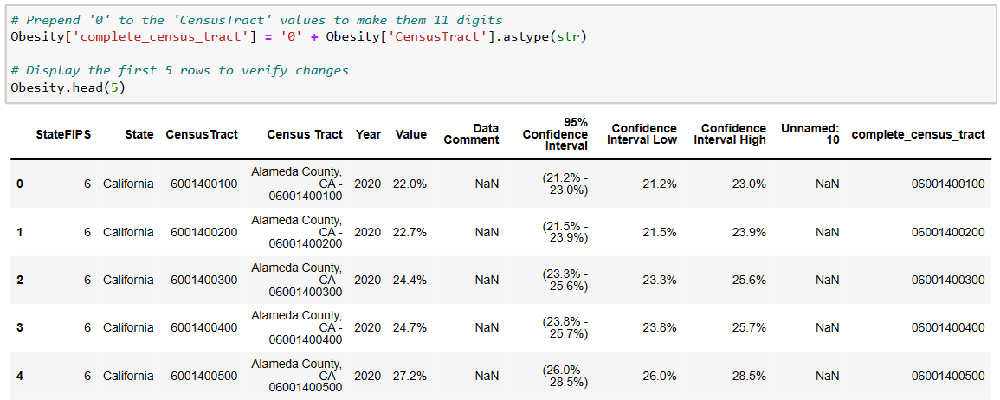 # Prepend '0' to the 'CensusTract' values to make them 11 digits
Obesity['complete_census_tract'] = '0' + Obesity['CensusTract'].astype(str)
# Display the first 5 rows to verify changes
Obesity.head(5)
StateFIPS State CensusTract Census Tract Year Value Data Comment 95% Confidence Interval Confidence Interval Low Confidence Interval High Unnamed: 10 complete_census_tract
0 6 California 6001400100 Alameda County, CA - 06001400100 2020 22.0% NaN (21.2% - 23.0%) 21.2% 23.0% NaN 06001400100
1 6 California 6001400200 Alameda County, CA - 06001400200 2020 22.7% NaN (21.5% - 23.9%) 21.5% 23.9% NaN 06001400200
2 6 California 6001400300 Alameda County, CA - 06001400300 2020 24.4% NaN (23.3% - 25.6%) 23.3% 25.6% NaN 06001400300
3 6 California 6001400400 Alameda County, CA - 06001400400 2020 24.7% NaN (23.8% - 25.7%) 23.8% 25.7% NaN 06001400400
4 6 California 6001400500 Alameda County, CA - 06001400500 2020 27.2% NaN (26.0% - 28.5%) 26.0% 28.5% NaN 06001400500